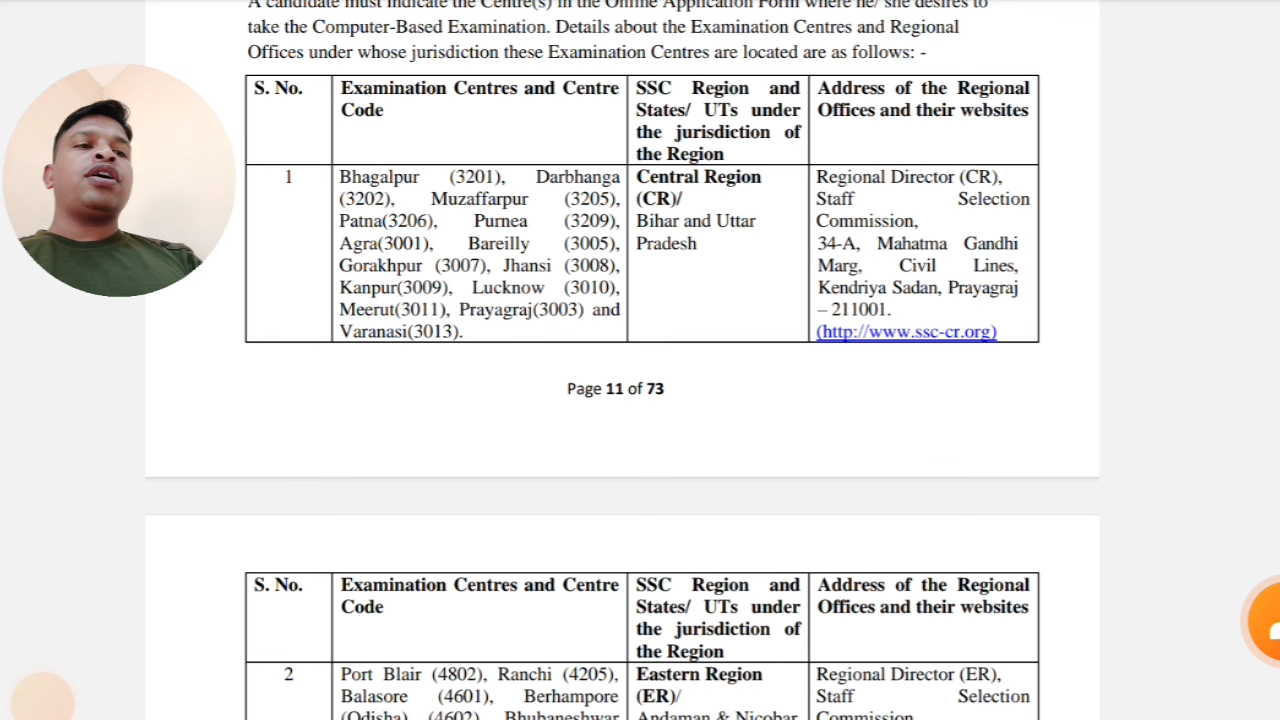 A candidate must indicate the Centre(s) in the Online Application Form where he/ she desires to
take the Computer-Based Examination. Details about the Examination Centres and Regional
Offices under whose jurisdiction these Examination Centres are located are as follows: -
S. No.
Examination Centres and Centre
Code
SSC Region and
States/ UTs under
the jurisdiction of
the Region
Address of the Regional
Offices and their websites
1
Bhagalpur (3201), Darbhanga
(3202), Muzaffarpur (3205),
Patna(3206), Purnea (3209),
Agra(3001), Bareilly (3005),
Gorakhpur (3007), Jhansi (3008),
Kanpur(3009), Lucknow (3010),
Meerut(3011), Prayagraj(3003) and
Varanasi(3013).
Central Region
(CR)/
Bihar and Uttar
Pradesh
Regional Director (CR),
Staff Selection
Commission,
34-A, Mahatma Gandhi
Marg, Civil Lines,
Kendriya Sadan, Prayagraj
– 211001.
(http://www.ssc-cr.org)
Page 11 of 73
S. No.
Examination Centres and Centre
Code
SSC Region and
States/ UTs under
the jurisdiction of
the Region
Address of the Regional
Offices and their websites
2
Port Blair (4802), Ranchi (4205),
Balasore (4601), Berhampore
(Odisha) (4602), Bhubaneshwar
Eastern Region
(ER)/
Andaman & Nicobar
Regional Director (ER),
Staff Selection
Commission